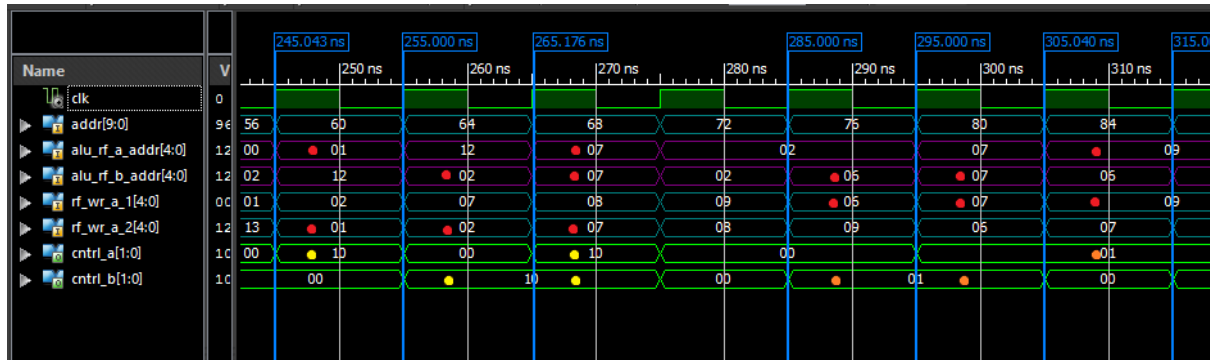 245.043 ns 255.000 ns 265.176 ns 285.000 ns 295.000 ns 305.040 ns 315.0
Name V 250 ns 260 ns 270 ns 280 ns 290 ns 300 ns 310 ns
clk 0
addr[9:0] 96 56 60 64 68 72 76 80 84
alu_rf_a_addr[4:0] 12 00 01 12 07 02 07 09
alu_rf_b_addr[4:0] 12 02 12 02 07 02 06 07 06
rf_wr_a_1[4:0] 00 01 02 07 08 09 06 07 09
rf_wr_a_2[4:0] 12 13 01 02 07 08 09 06 07
cntrl_a[1:0] 10 00 10 00 10 00 01
cntrl_b[1:0] 10 00 10 00 01 00